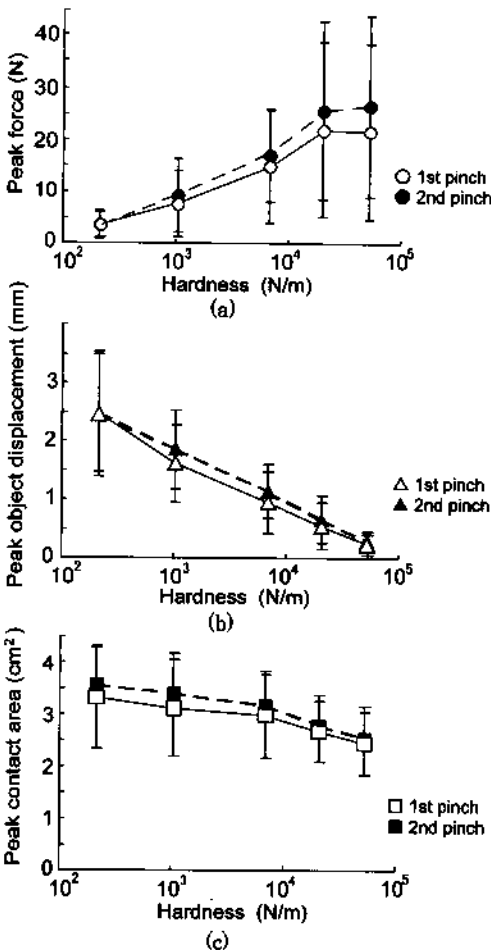 Peak force (N)
40
30
20
10
0
10²
10³
10⁴
10⁵
Hardness (N/m)
1st pinch
2nd pinch
(a)
Peak object displacement (mm)
3
2
1
0
10²
10³
10⁴
10⁵
Hardness (N/m)
1st pinch
2nd pinch
(b)
Peak contact area (cm²)
4
3
2
1
0
10²
10³
10⁴
10⁵
Hardness (N/m)
1st pinch
2nd pinch
(c)